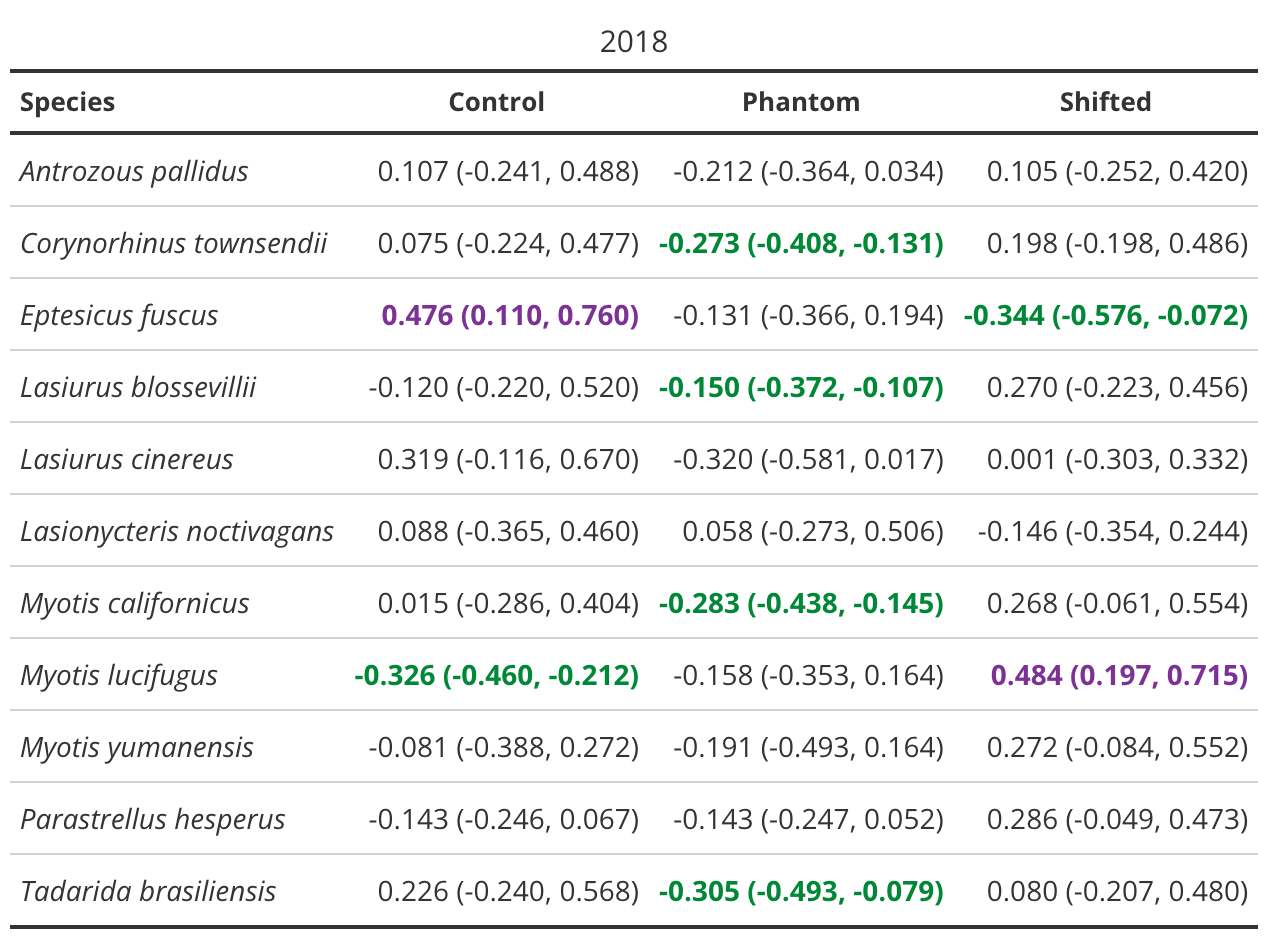 2018
Species Control Phantom Shifted
Antrozous pallidus 0.107 (-0.241, 0.488) -0.212 (-0.364, 0.034) 0.105 (-0.252, 0.420)
Corynorhinus townsendii 0.075 (-0.224, 0.477) -0.273 (-0.408, -0.131) 0.198 (-0.198, 0.486)
Eptesicus fuscus 0.476 (0.110, 0.760) -0.131 (-0.366, 0.194) -0.344 (-0.576, -0.072)
Lasiurus blossevillii -0.120 (-0.220, 0.520) -0.150 (-0.372, -0.107) 0.270 (-0.223, 0.456)
Lasiurus cinereus 0.319 (-0.116, 0.670) -0.320 (-0.581, 0.017) 0.001 (-0.303, 0.332)
Lasionycteris noctivagans 0.088 (-0.365, 0.460) 0.058 (-0.273, 0.506) -0.146 (-0.354, 0.244)
Myotis californicus 0.015 (-0.286, 0.404) -0.283 (-0.438, -0.145) 0.268 (-0.061, 0.554)
Myotis lucifugus -0.326 (-0.460, -0.212) -0.158 (-0.353, 0.164) 0.484 (0.197, 0.715)
Myotis yumanensis -0.081 (-0.388, 0.272) -0.191 (-0.493, 0.164) 0.272 (-0.084, 0.552)
Parastrellus hesperus -0.143 (-0.246, 0.067) -0.143 (-0.247, 0.052) 0.286 (-0.049, 0.473)
Tadarida brasiliensis 0.226 (-0.240, 0.568) -0.305 (-0.493, -0.079) 0.080 (-0.207, 0.480)